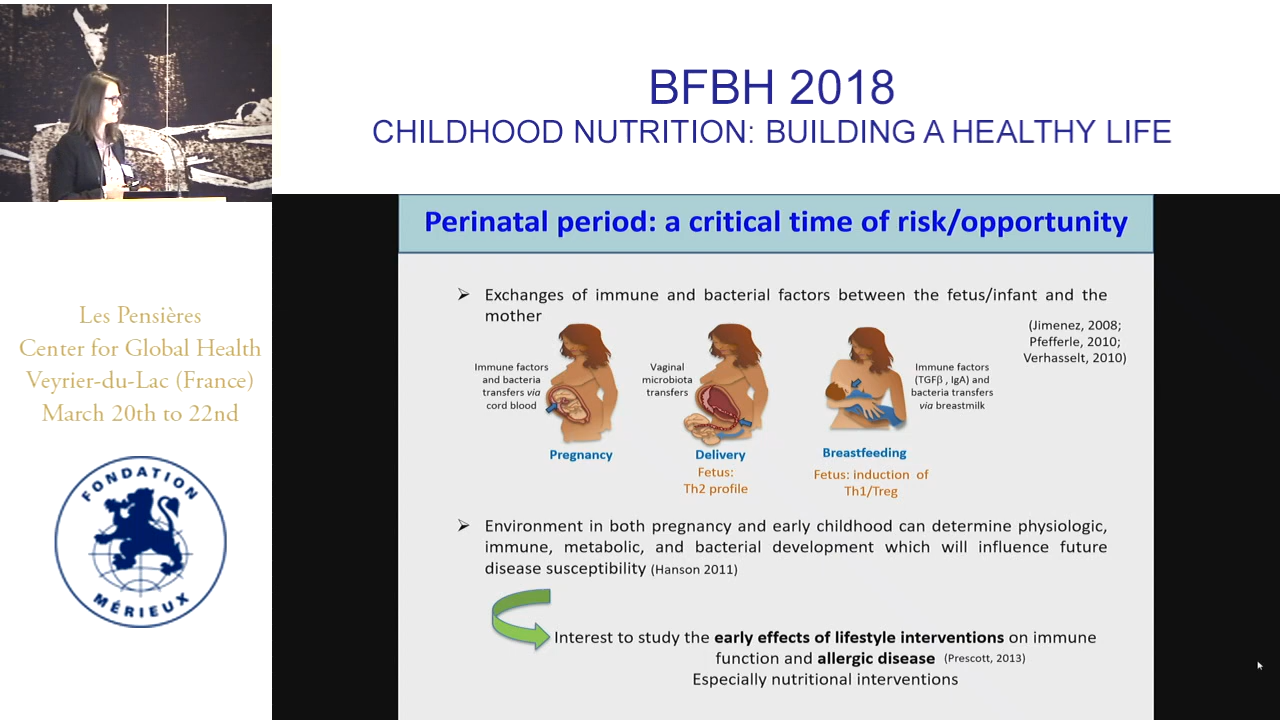 BFBH 2018
CHILDHOOD NUTRITION: BUILDING A HEALTHY LIFE
Les Pensières
Center for Global Health
Veyrier-du-Lac (France)
March 20th to 22nd
FONDATION
MÉRIEUX
Perinatal period: a critical time of risk/opportunity
➢ Exchanges of immune and bacterial factors between the fetus/infant and the
mother
(Jimenez, 2008;
Pfefferle, 2010;
Verhasselt, 2010)
Immune factors
and bacteria
transfers via
cord blood
Pregnancy
Vaginal
microbiota
transfers
Delivery
Fetus:
Th2 profile
Immune factors
(TGFβ , IgA) and
bacteria transfers
via breastmilk
Breastfeeding
Fetus: induction of
Th1/Treg
➢ Environment in both pregnancy and early childhood can determine physiologic,
immune, metabolic, and bacterial development which will influence future
disease susceptibility (Hanson 2011)
Interest to study the early effects of lifestyle interventions on immune
function and allergic disease (Prescott, 2013)
Especially nutritional interventions